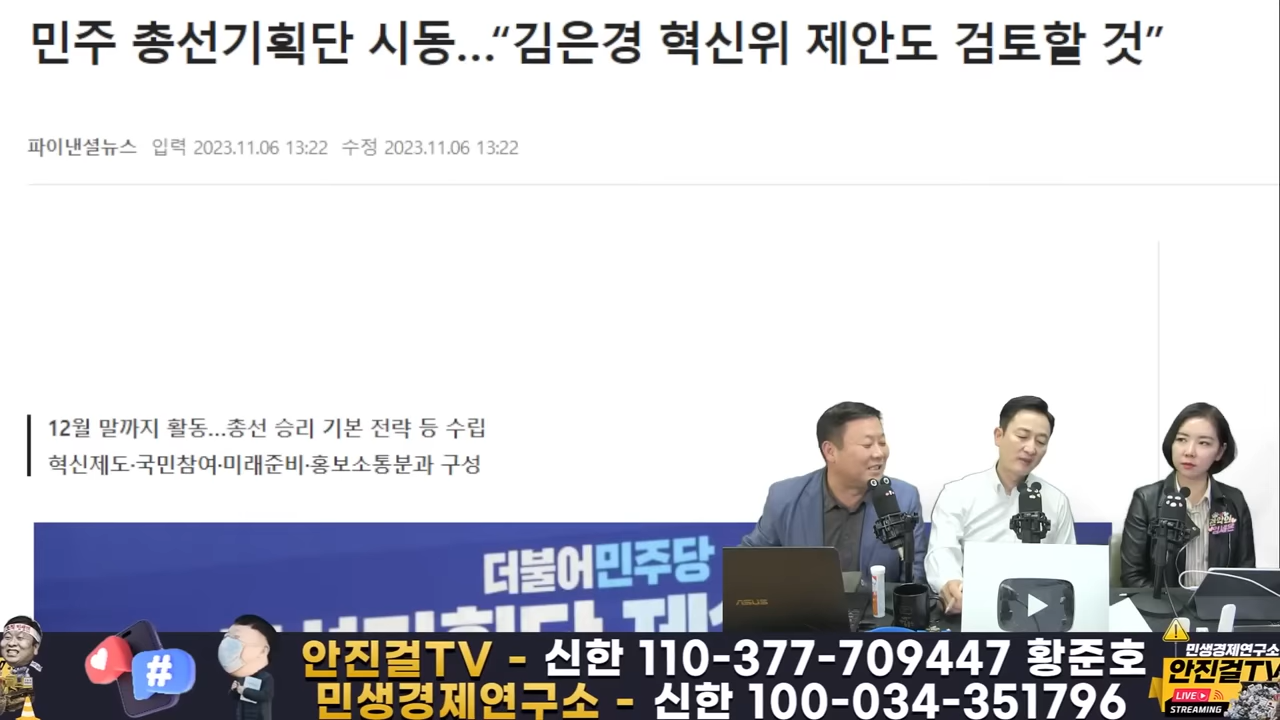 민주 총선기획단 시동…“김은경 혁신위 제안도 검토할 것”
파이낸셜뉴스 입력 2023.11.06 13:22 수정 2023.11.06 13:22
12월 말까지 활동…총선 승리 기본 전략 등 수립
혁신제도·국민참여·미래준비·홍보소통분과 구성
더불어민주당
ASUS
#
안진걸TV - 신한 110-377-709447 황준호
민생경제연구소 - 신한 100-034-351796
민생경제연구소
안진걸TV
LIVE
STREAMING